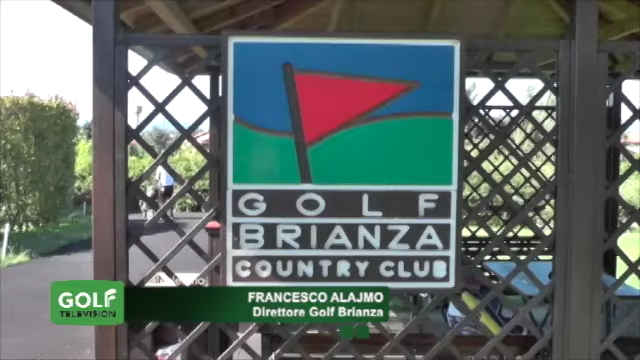 GOLF
BRIANZA
COUNTRY CLUB
GOLF
TELEVISION
FRANCESCO ALAJMO
Direttore Golf Brianza